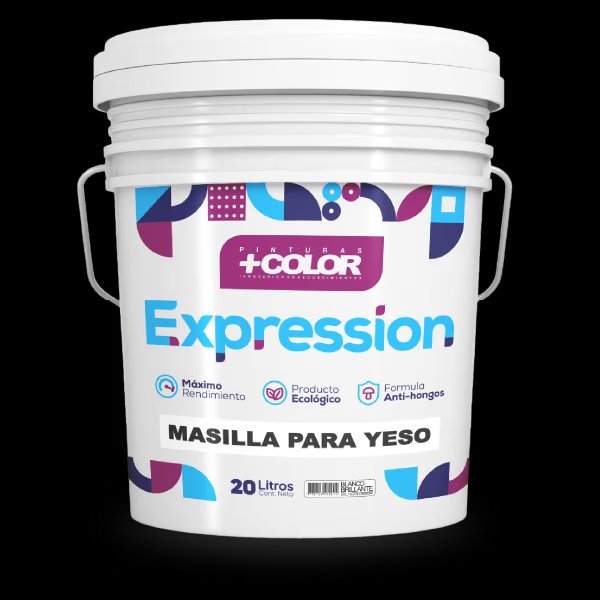 PINTURAS
+COLOR
Expression
Máximo
Rendimiento
Producto
Ecológico
Formula
Anti-hongos
MASILLA PARA YESO
20 Litros
Cont. Neto
BLANCO
BRILLANTE